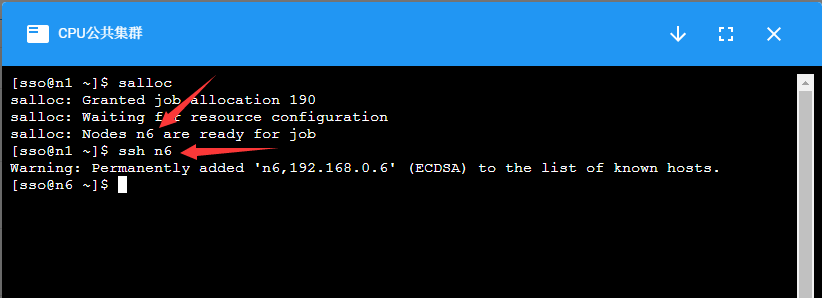 CPU公共集群
[sso@n1 ~]$ salloc
salloc: Granted job allocation 190
salloc: Waiting for resource configuration
salloc: Nodes n6 are ready for job
[sso@n1 ~]$ ssh n6
Warning: Permanently added 'n6,192.168.0.6' (ECDSA) to the list of known hosts.
[sso@n6 ~]$